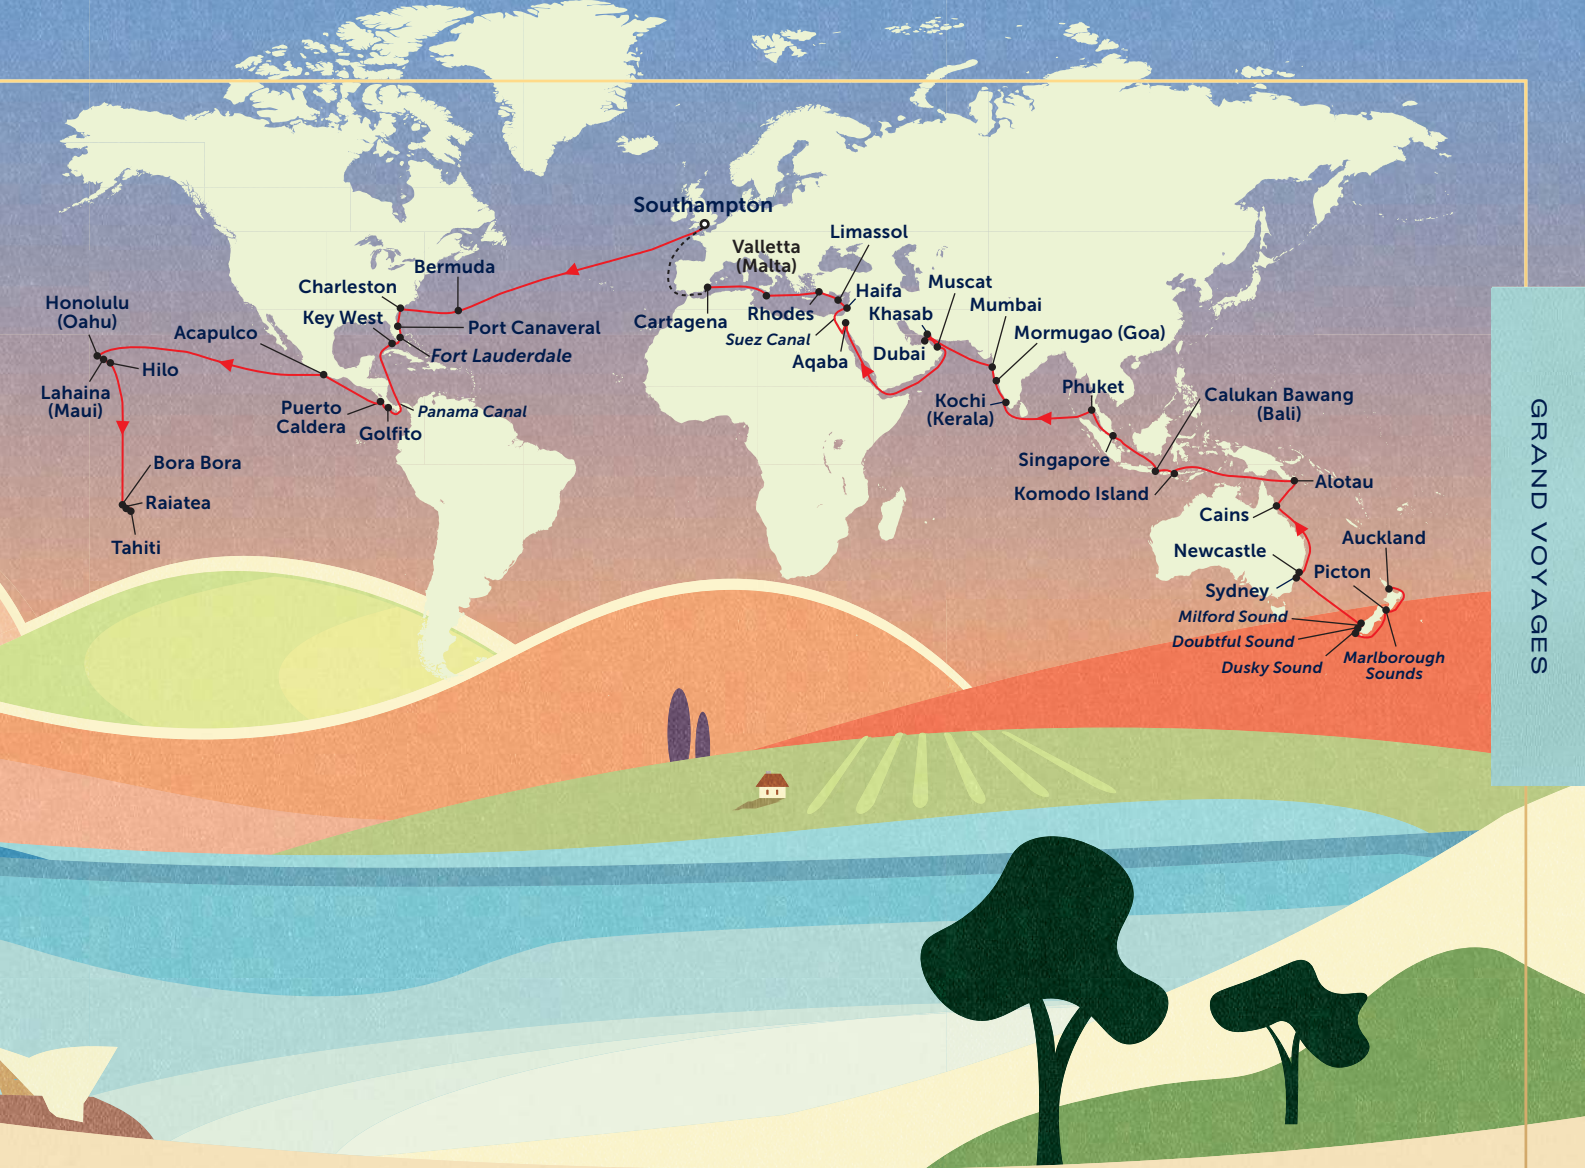 Southampton
Bermuda
Charleston
Key West
Port Canaveral
Fort Lauderdale
Panama Canal
Golfito
Puerto
Caldera
Acapulco
Honolulu
(Oahu)
Hilo
Lahaina
(Maui)
Bora Bora
Raiatea
Tahiti
Limassol
Valletta
(Malta)
Cartagena
Rhodes
Haifa
Suez Canal
Aqaba
Khasab
Dubai
Muscat
Mumbai
Mormugao (Goa)
Kochi
(Kerala)
Phuket
Singapore
Calukan Bawang
(Bali)
Komodo Island
Alotau
Cains
Newcastle
Sydney
Auckland
Picton
Milford Sound
Doubtful Sound
Dusky Sound
Marlborough
Sounds
GRAND VOYAGES